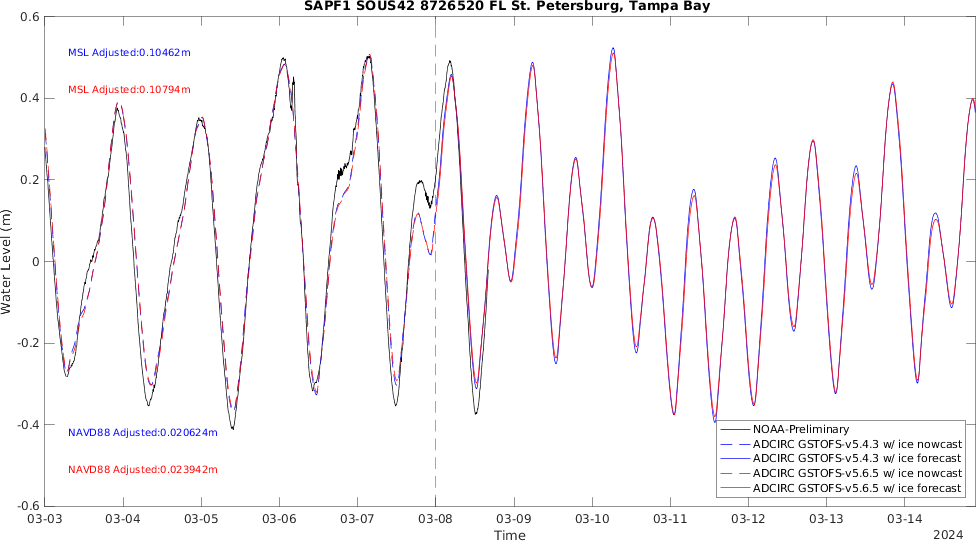 SAPF1 SOUS42 8726520 FL St. Petersburg, Tampa Bay
0.6
MSL Adjusted:0.10462m
MSL Adjusted:0.10794m
0.4
0.2
0
-0.2
-0.4
-0.6
Water Level (m)
NAVD88 Adjusted:0.020624m
NAVD88 Adjusted:0.023942m
NOAA-Preliminary
ADCIRC GSTOFS-v5.4.3 w/ ice nowcast
ADCIRC GSTOFS-v5.4.3 w/ ice forecast
ADCIRC GSTOFS-v5.6.5 w/ ice nowcast
ADCIRC GSTOFS-v5.6.5 w/ ice forecast
03-03 03-04 03-05 03-06 03-07 03-08 03-09 03-10 03-11 03-12 03-13 03-14
Time
2024